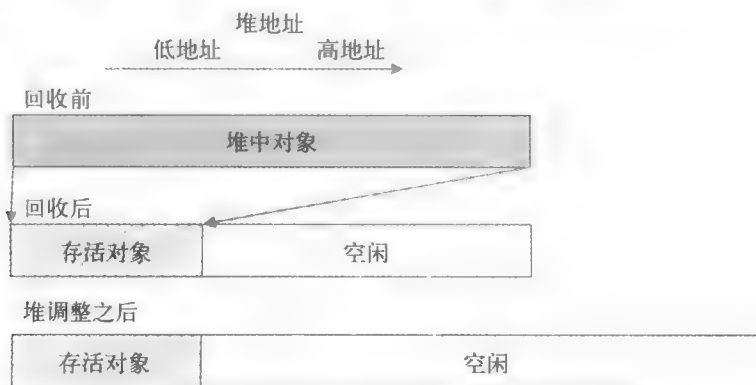 堆地址
低地址 高地址
回收前
堆中对象
回收后
存活对象 空闲
堆调整之后
存活对象 空闲